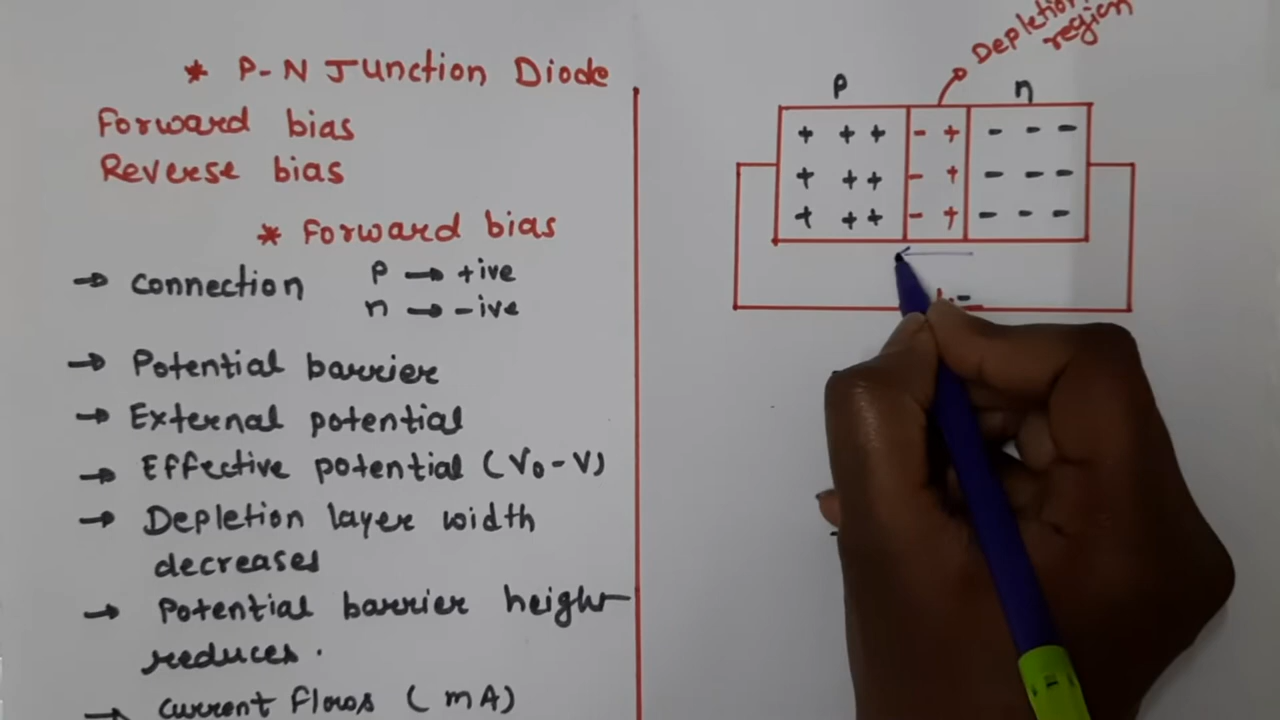 * P-N Junction Diode
Forward bias
Reverse bias
* Forward bias
→ Connection P → +ive
n → -ive
→ Potential barrier
→ External potential
→ Effective potential (V₀-V)
→ Depletion layer width
decreases
→ Potential barrier height
reduces.
→ Current flows (mA)
Depletion
region
P n
+ + + - + - - -
+ + + - + - - -
+ + + - + - - -
-